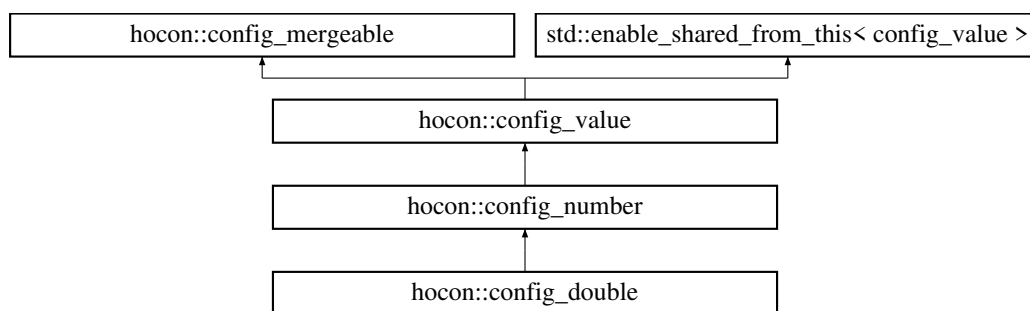 hocon::config_mergeable
std::enable_shared_from_this< config_value >
hocon::config_value
hocon::config_number
hocon::config_double